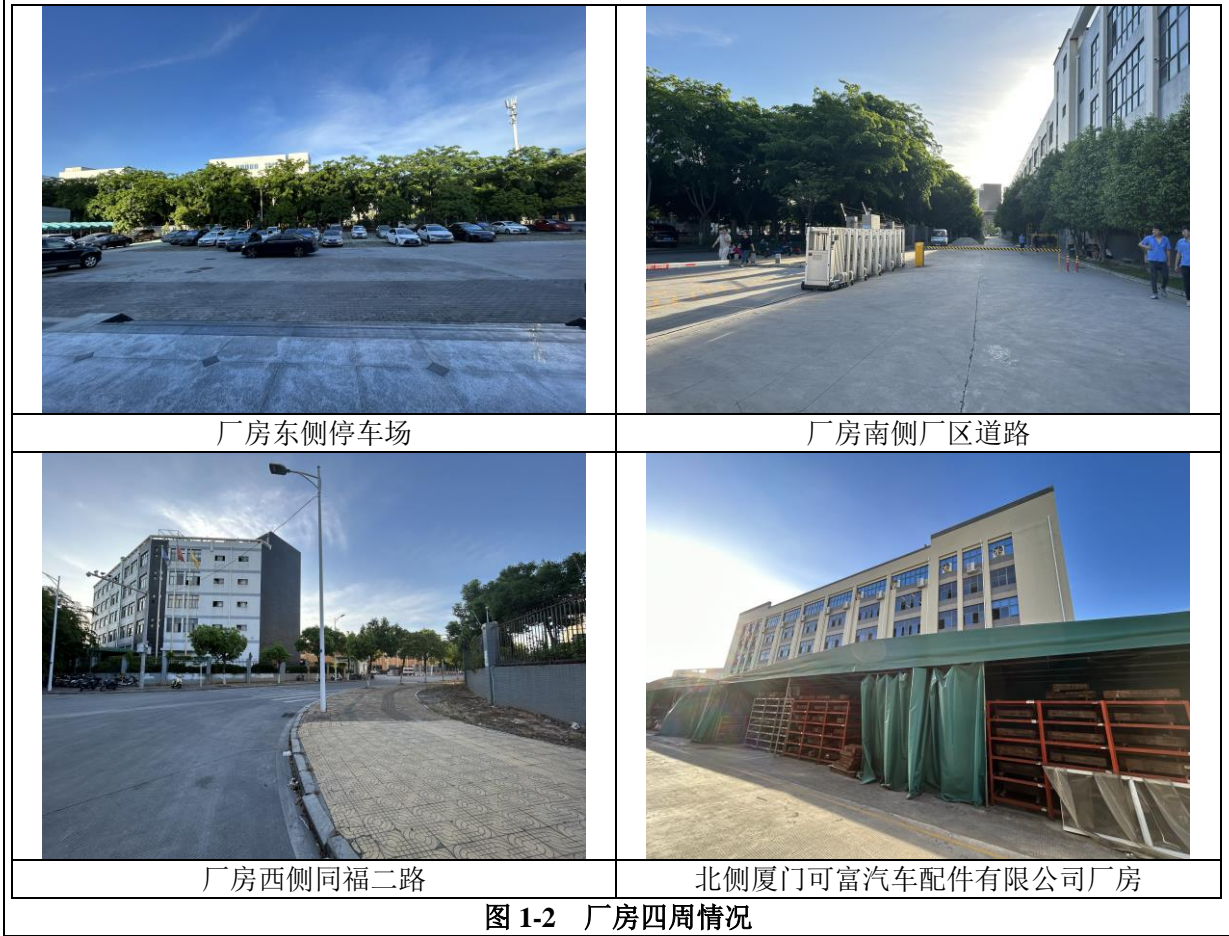 厂房东侧停车场
厂房南侧厂区道路
厂房西侧同福二路
北侧厦门可富汽车配件有限公司厂房
图 1-2 厂房四周情况